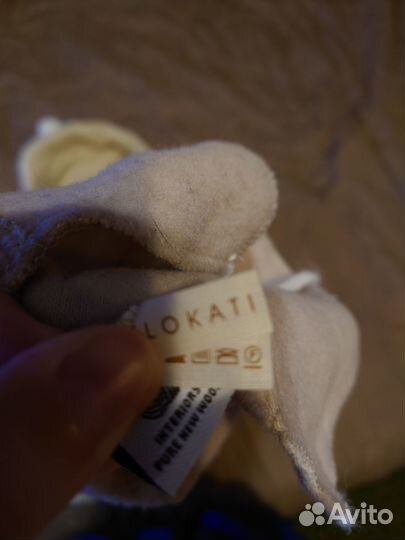 LOKATI
INTERIORS
PURE NEW WOO
Avito